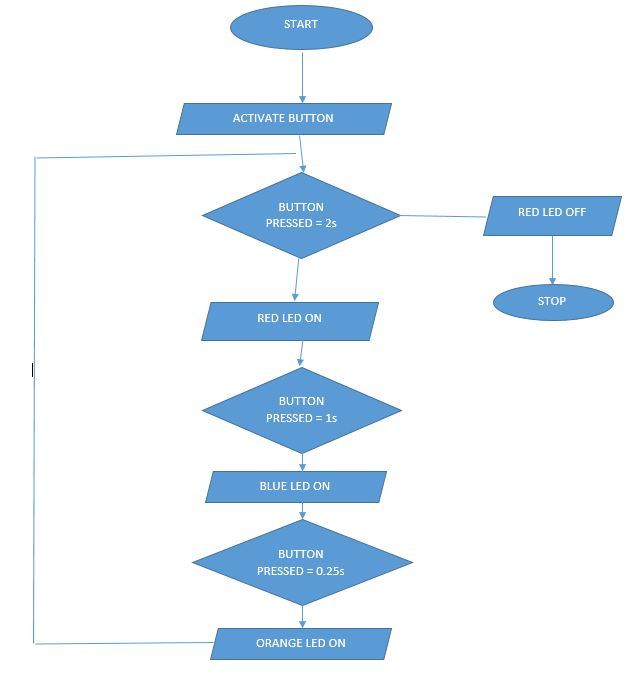 START
ACTIVATE BUTTON
BUTTON
PRESSED = 2s
RED LED OFF
STOP
RED LED ON
BUTTON
PRESSED = 1s
BLUE LED ON
BUTTON
PRESSED = 0.25s
ORANGE LED ON